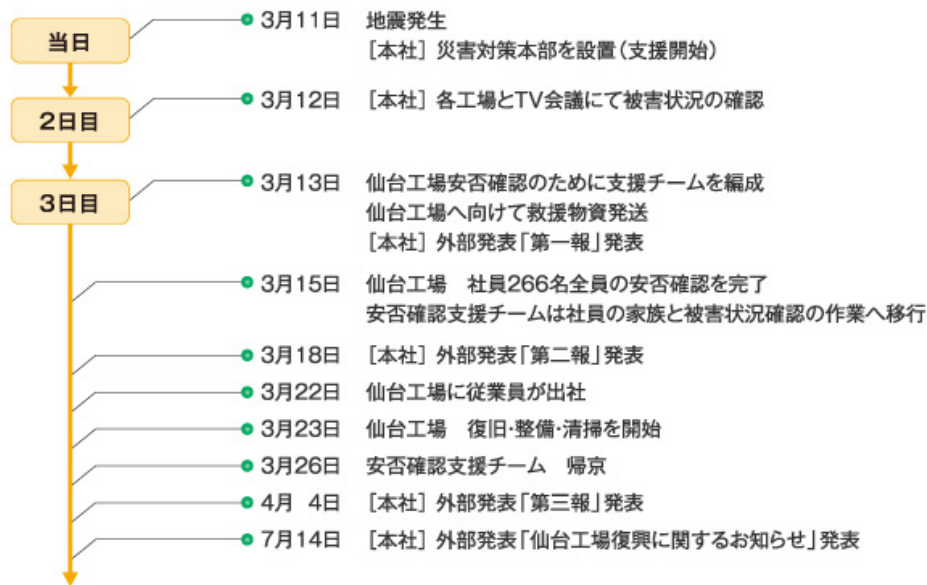 当日
3月11日 地震発生
［本社］災害対策本部を設置（支援開始）
2日目
3月12日 ［本社］各工場とTV会議にて被害状況の確認
3日目
3月13日 仙台工場安否確認のために支援チームを編成
仙台工場へ向けて救援物資発送
［本社］外部発表「第一報」発表
3月15日 仙台工場　社員266名全員の安否確認を完了
安否確認支援チームは社員の家族と被害状況確認の作業へ移行
3月18日 ［本社］外部発表「第二報」発表
3月22日 仙台工場に従業員が出社
3月23日 仙台工場　復旧・整備・清掃を開始
3月26日 安否確認支援チーム　帰京
4月 4日 ［本社］外部発表「第三報」発表
7月14日 ［本社］外部発表「仙台工場復興に関するお知らせ」発表